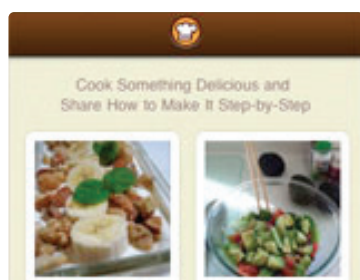 Cook Something Delicious and
Share How to Make It Step-by-Step